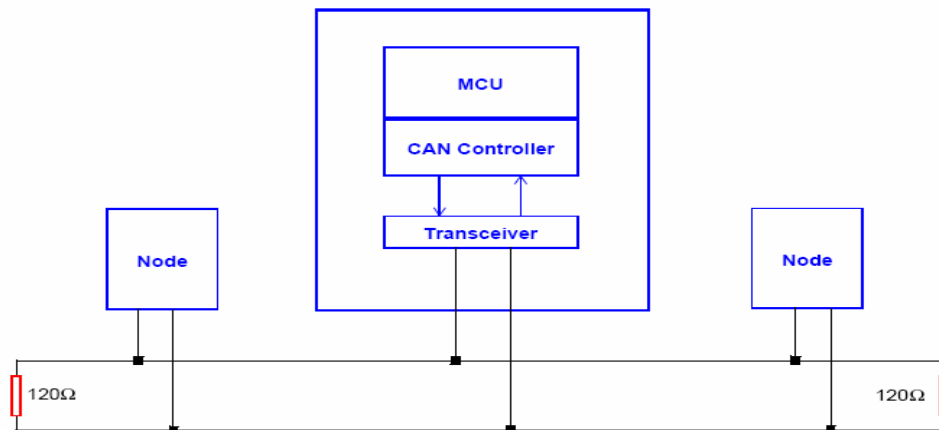 MCU
CAN Controller
Transceiver
Node
Node
120Ω
120Ω